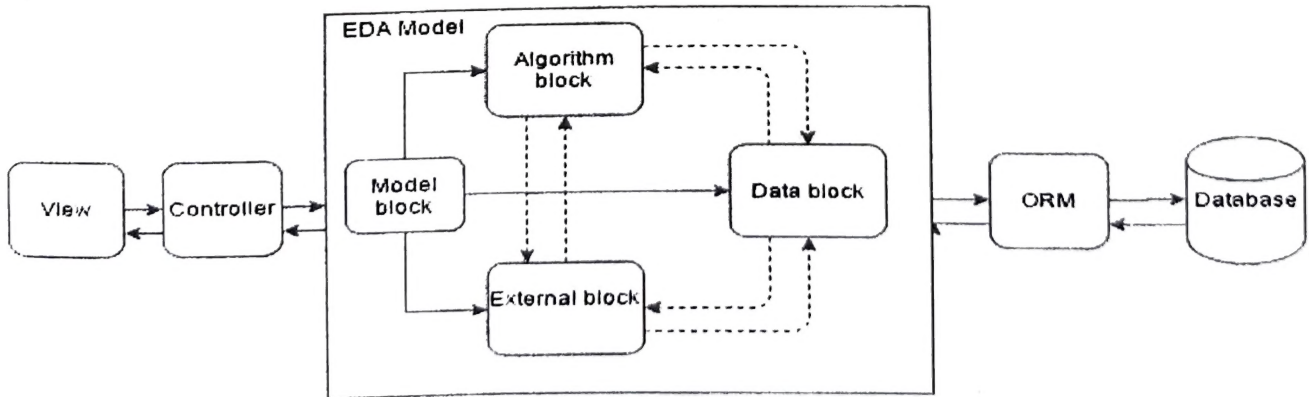 EDA Model
Algorithm
block
View
Controller
Model
block
Data block
ORM
Database
External block